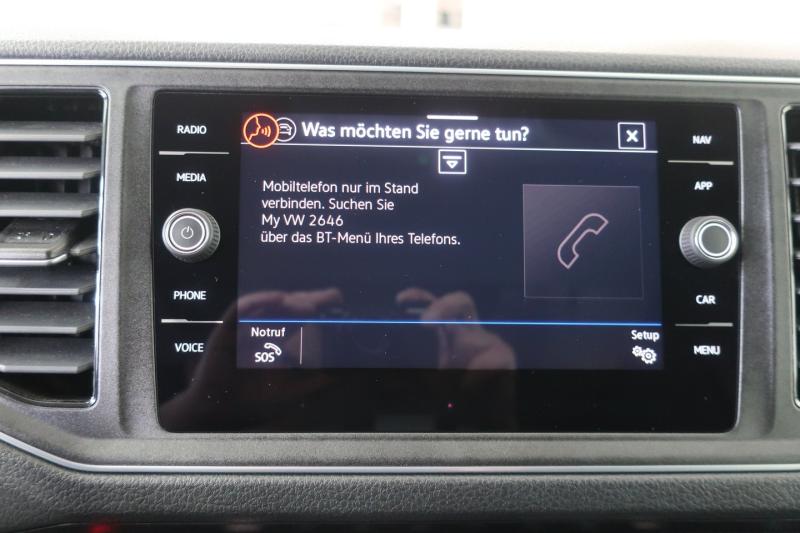 RADIO
MEDIA
PHONE
VOICE
Was möchten Sie gerne tun?
Mobiltelefon nur im Stand
verbinden. Suchen Sie
My VW 2646
über das BT-Menü Ihres Telefons.
Notruf
SOS
Setup
NAV
APP
CAR
MENU